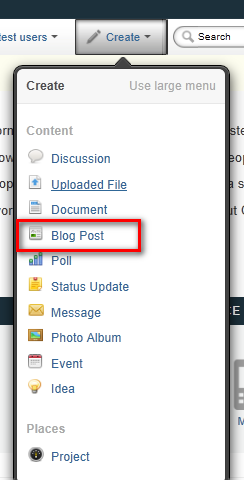 test users Create Search
Create Use large menu
Content
Discussion
Uploaded File
Document
Blog Post
Poll
Status Update
Message
Photo Album
Event
Idea
Places
Project